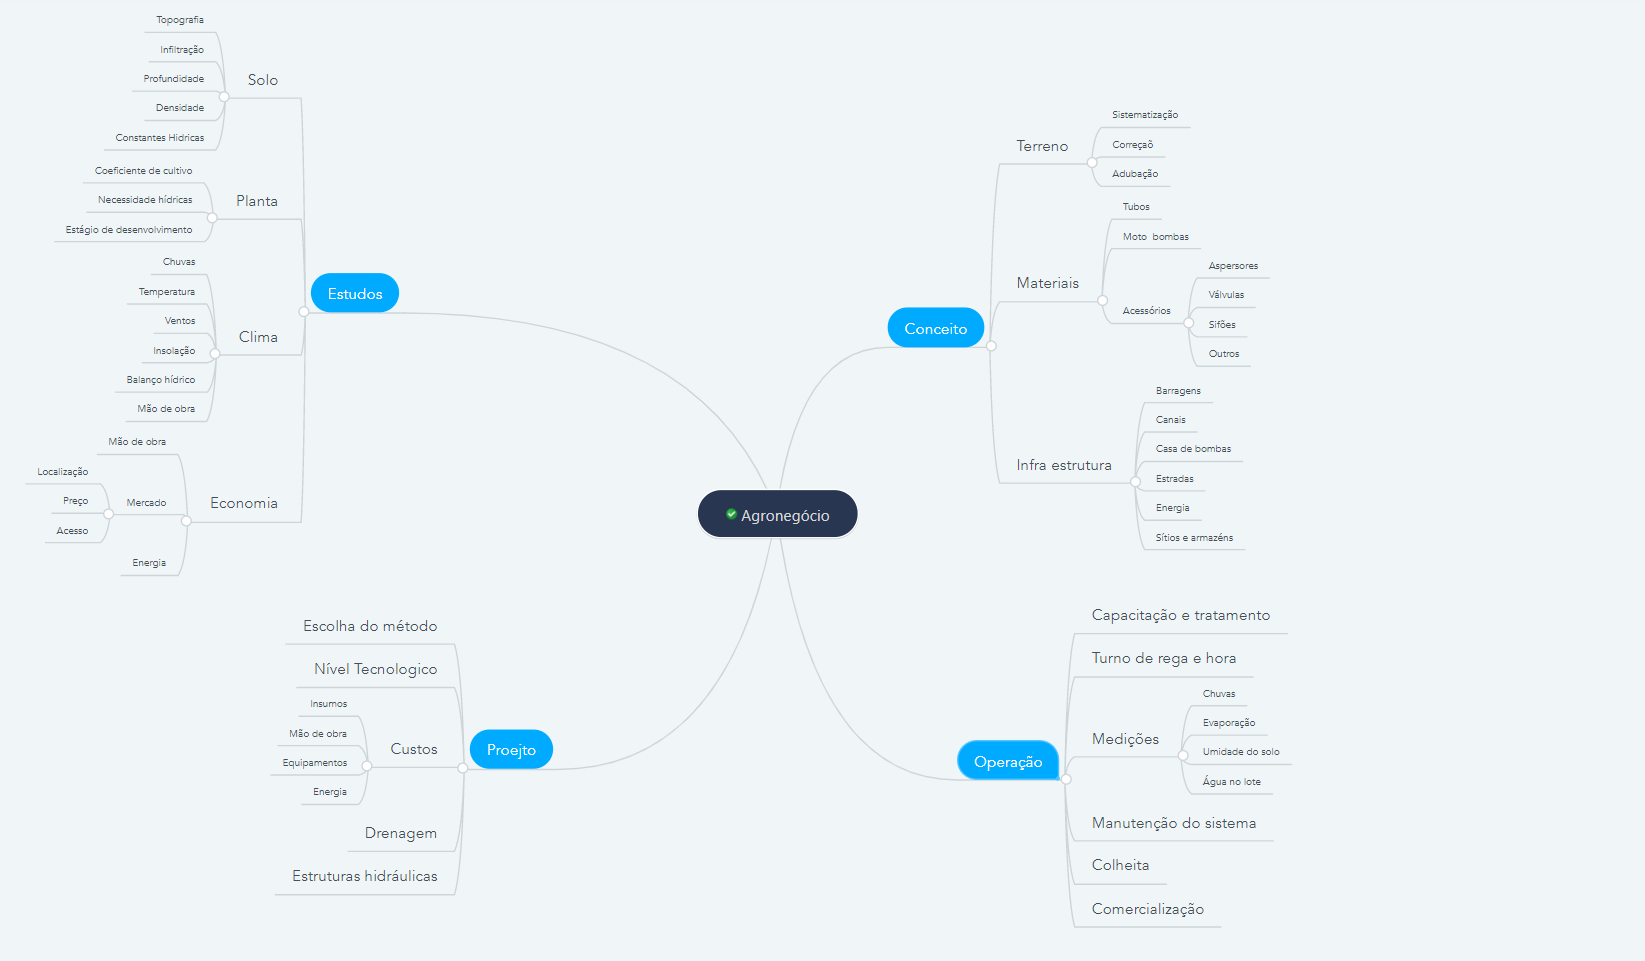 Agronegócio
Estudos
Solo
Topografia
Infiltração
Profundidade
Densidade
Constantes Hidricas
Planta
Coeficiente de cultivo
Necessidade hídricas
Estágio de desenvolvimento
Clima
Chuvas
Temperatura
Ventos
Insolação
Balanço hídrico
Mão de obra
Economia
Mão de obra
Mercado
Localização
Preço
Acesso
Energia
Proejto
Escolha do método
Nível Tecnologico
Custos
Insumos
Mão de obra
Equipamentos
Energia
Drenagem
Estruturas hidráulicas
Conceito
Terreno
Sistematização
Correçaõ
Adubação
Materiais
Tubos
Moto bombas
Acessórios
Aspersores
Válvulas
Sifões
Outros
Infra estrutura
Barragens
Canais
Casa de bombas
Estradas
Energia
Sítios e armazéns
Operação
Capacitação e tratamento
Turno de rega e hora
Medições
Chuvas
Evaporação
Umidade do solo
Água no lote
Manutenção do sistema
Colheita
Comercialização